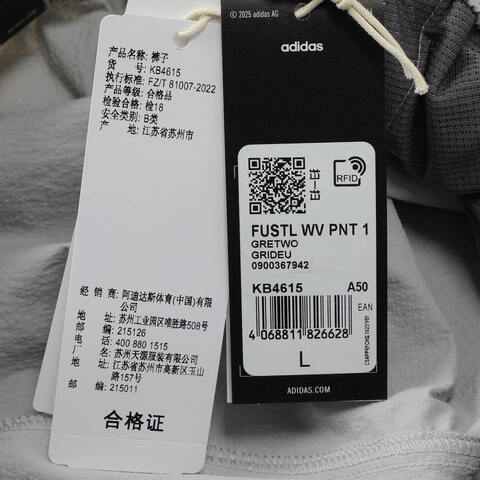 产品名称: 裤子
货 号: KB4615
执行标准: FZ/T 81007-2022
产品等级: 合格品
检验合格: 检18
安全类别: B类
产 地: 江苏省苏州市
经 销 商: 阿迪达斯体育(中国)有限公司
地 址: 苏州工业园区唯胜路508号
邮 编: 215126
电 话: 400 880 1515
厂 名: 苏州天源服装有限公司
地 址: 江苏省苏州市高新区玉山路157号
邮 编: 215011
合格证
© 2025 adidas AG
adidas
RFID
FUSTL WV PNT 1
GRETWO
GRIDEU
0900367942
KB4615 A50
EAN
4 068811 826628
L
ADIDAS.COM